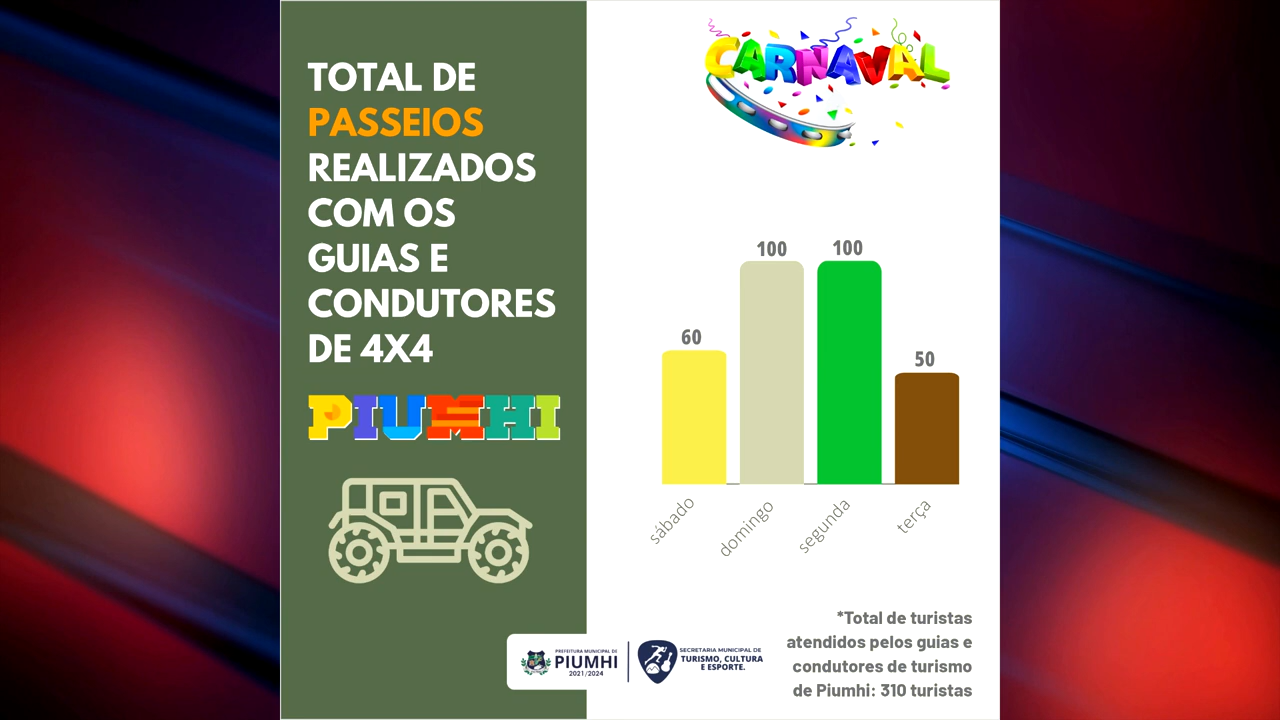 TOTAL DE
PASSEIOS
REALIZADOS
COM OS
GUIAS E
CONDUTORES
DE 4X4
PIUMHI
CARNAVAL
60
100
100
50
sábado
domingo
segunda
terça
PREFEITURA MUNICIPAL DE
PIUMHI
2021/2024
SECRETARIA MUNICIPAL DE
TURISMO, CULTURA
E ESPORTE.
*Total de turistas
atendidos pelos guias e
condutores de turismo
de Piumhi: 310 turistas